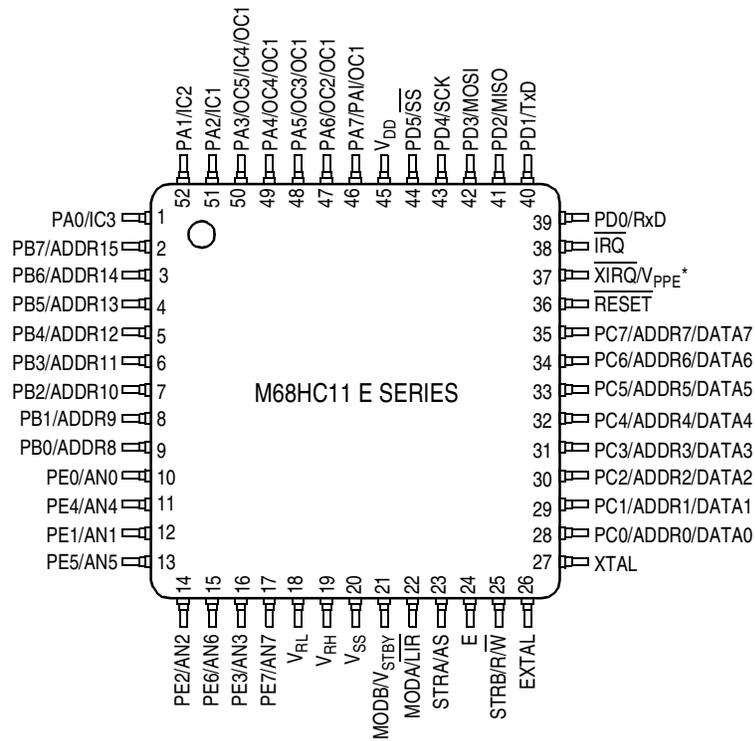 PA1/IC2
PA2/IC1
PA3/OC5/IC4/OC1
PA4/OC4/OC1
PA5/OC3/OC1
PA6/OC2/OC1
PA7/PAI/OC1
VDD
PD5/SS
PD4/SCK
PD3/MOSI
PD2/MISO
PD1/TxD
52
51
50
49
48
47
46
45
44
43
42
41
40
PA0/IC3 1
PB7/ADDR15 2
PB6/ADDR14 3
PB5/ADDR13 4
PB4/ADDR12 5
PB3/ADDR11 6
PB2/ADDR10 7
PB1/ADDR9 8
PB0/ADDR8 9
PE0/AN0 10
PE4/AN4 11
PE1/AN1 12
PE5/AN5 13
M68HC11 E SERIES
39 PD0/RxD
38 IRQ
37 XIRQ/VPPE*
36 RESET
35 PC7/ADDR7/DATA7
34 PC6/ADDR6/DATA6
33 PC5/ADDR5/DATA5
32 PC4/ADDR4/DATA4
31 PC3/ADDR3/DATA3
30 PC2/ADDR2/DATA2
29 PC1/ADDR1/DATA1
28 PC0/ADDR0/DATA0
27 XTAL
14
15
16
17
18
19
20
21
22
23
24
25
26
PE2/AN2
PE6/AN6
PE3/AN3
PE7/AN7
VRL
VRH
VSS
MODB/VSTBY
MODA/LIR
STRA/AS
E
STRB/R/W
EXTAL